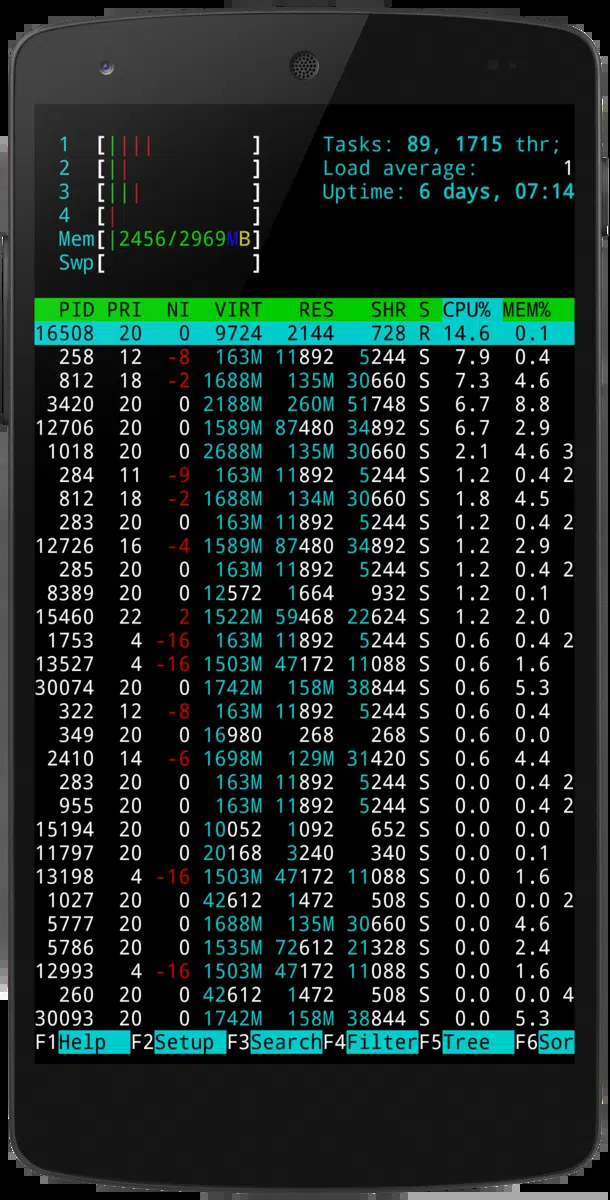 1 [|||| ] Tasks: 89, 1715 thr;
2 [|| ] Load average: 1
3 [||| ] Uptime: 6 days, 07:14
4 [| ]
Mem[|2456/2969MB]
Swp[ ]
PID PRI NI VIRT RES SHR S CPU% MEM%
16508 20 0 9724 2144 728 R 14.6 0.1
258 12 -8 163M 11892 5244 S 7.9 0.4
812 18 -2 1688M 135M 30660 S 7.3 4.6
3420 20 0 2188M 260M 51748 S 6.7 8.8
12706 20 0 1589M 87480 34892 S 6.7 2.9
1018 20 0 2688M 135M 30660 S 2.1 4.6 3
284 11 -9 163M 11892 5244 S 1.2 0.4 2
812 18 -2 1688M 134M 30660 S 1.8 4.5
283 20 0 163M 11892 5244 S 1.2 0.4 2
12726 16 -4 1589M 87480 34892 S 1.2 2.9
285 20 0 163M 11892 5244 S 1.2 0.4 2
8389 20 0 12572 1664 932 S 1.2 0.1
15460 22 2 1522M 59468 22624 S 1.2 2.0
1753 4 -16 163M 11892 5244 S 0.6 0.4 2
13527 4 -16 1503M 47172 11088 S 0.6 1.6
30074 20 0 1742M 158M 38844 S 0.6 5.3
322 12 -8 163M 11892 5244 S 0.6 0.4
349 20 0 16980 268 268 S 0.6 0.0
2410 14 -6 1698M 129M 31420 S 0.6 4.4
283 20 0 163M 11892 5244 S 0.0 0.4 2
955 20 0 163M 11892 5244 S 0.0 0.4 2
15194 20 0 10052 1092 652 S 0.0 0.0
11797 20 0 20168 3240 340 S 0.0 0.1
13198 4 -16 1503M 47172 11088 S 0.0 1.6
1027 20 0 42612 1472 508 S 0.0 0.0 2
5777 20 0 1688M 135M 30660 S 0.0 4.6
5786 20 0 1535M 72612 21328 S 0.0 2.4
12993 4 -16 1503M 47172 11088 S 0.0 1.6
260 20 0 42612 1472 508 S 0.0 0.0 4
30093 20 0 1742M 158M 38844 S 0.0 5.3
F1Help F2Setup F3SearchF4FilterF5Tree F6Sor